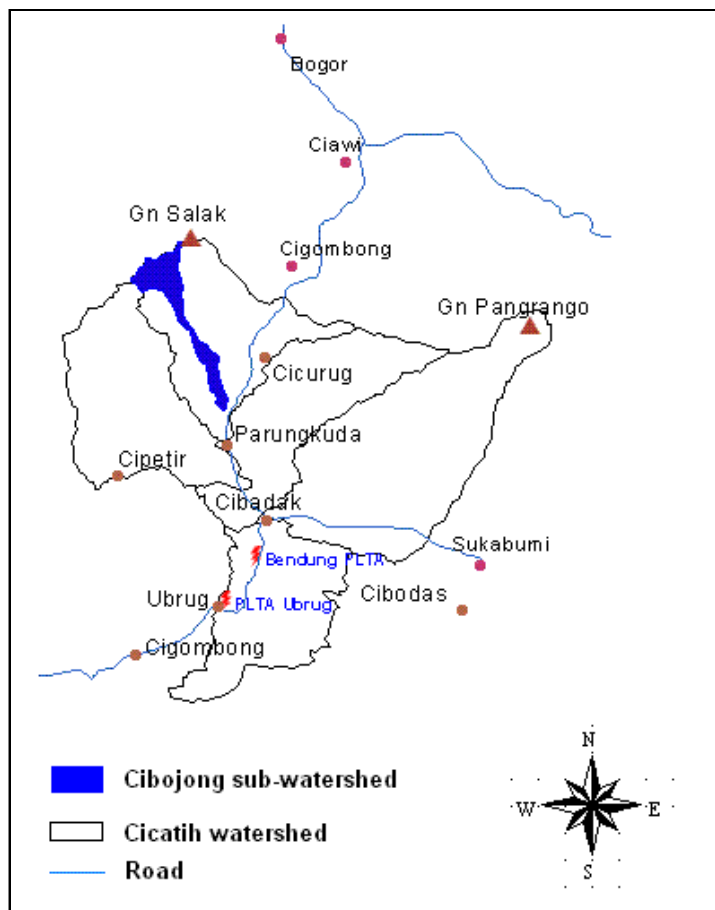 Bogor
Ciawi
Gn Salak
Cigombong
Gn Pangrango
Cicurug
Parungkuda
Cipetir
Cibadak
Sukabumi
Bendung PLTA
Cibodas
Ubrug
PLTA Ubrug
Cigombong
N
W E
S
Cibojong sub-watershed
Cicatih watershed
Road